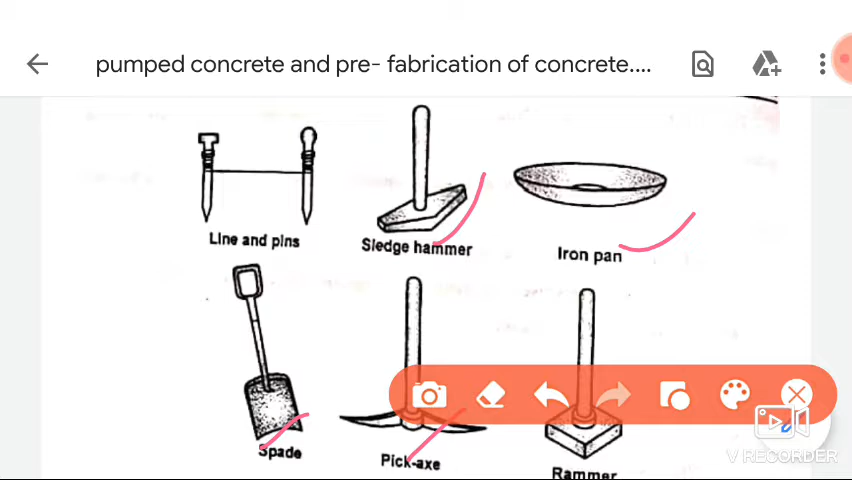 pumped concrete and pre- fabrication of concrete....
Line and pins
Sledge hammer
Iron pan
Spade
Pick-axe
Rammer
V RECORDER